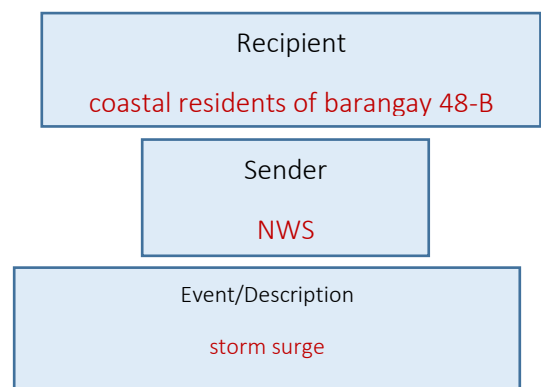 Recipient
coastal residents of barangay 48-B
Sender
NWS
Event/Description
storm surge